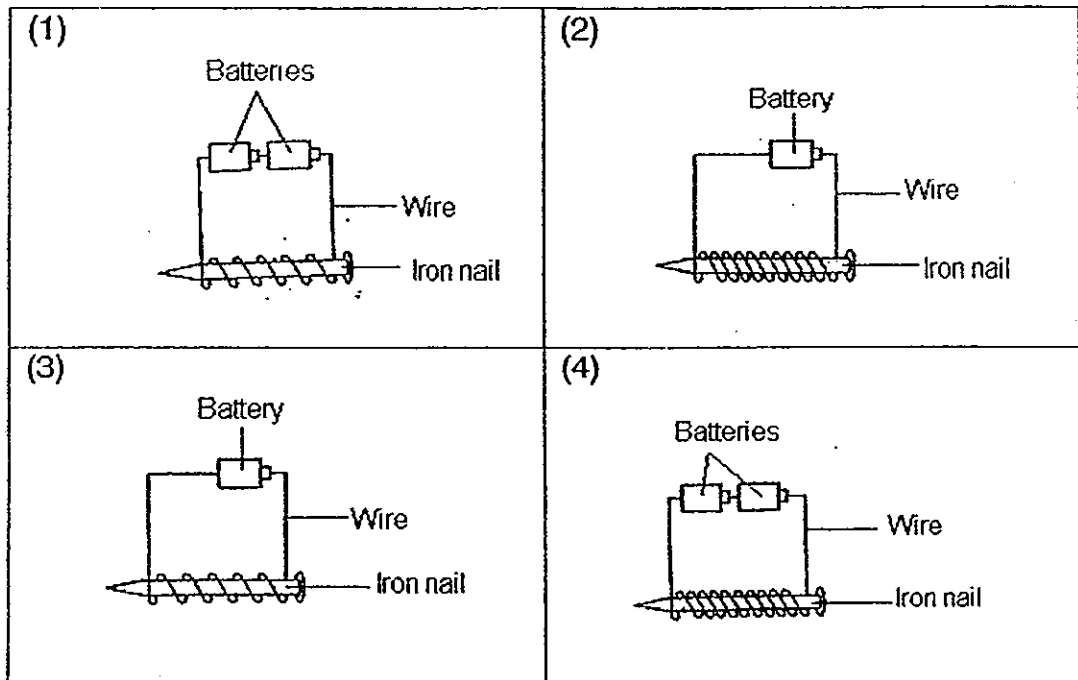 (1)
Batteries
Wire
Iron nail
(2)
Battery
Wire
Iron nail
(3)
Battery
Wire
Iron nail
(4)
Batteries
Wire
Iron nail